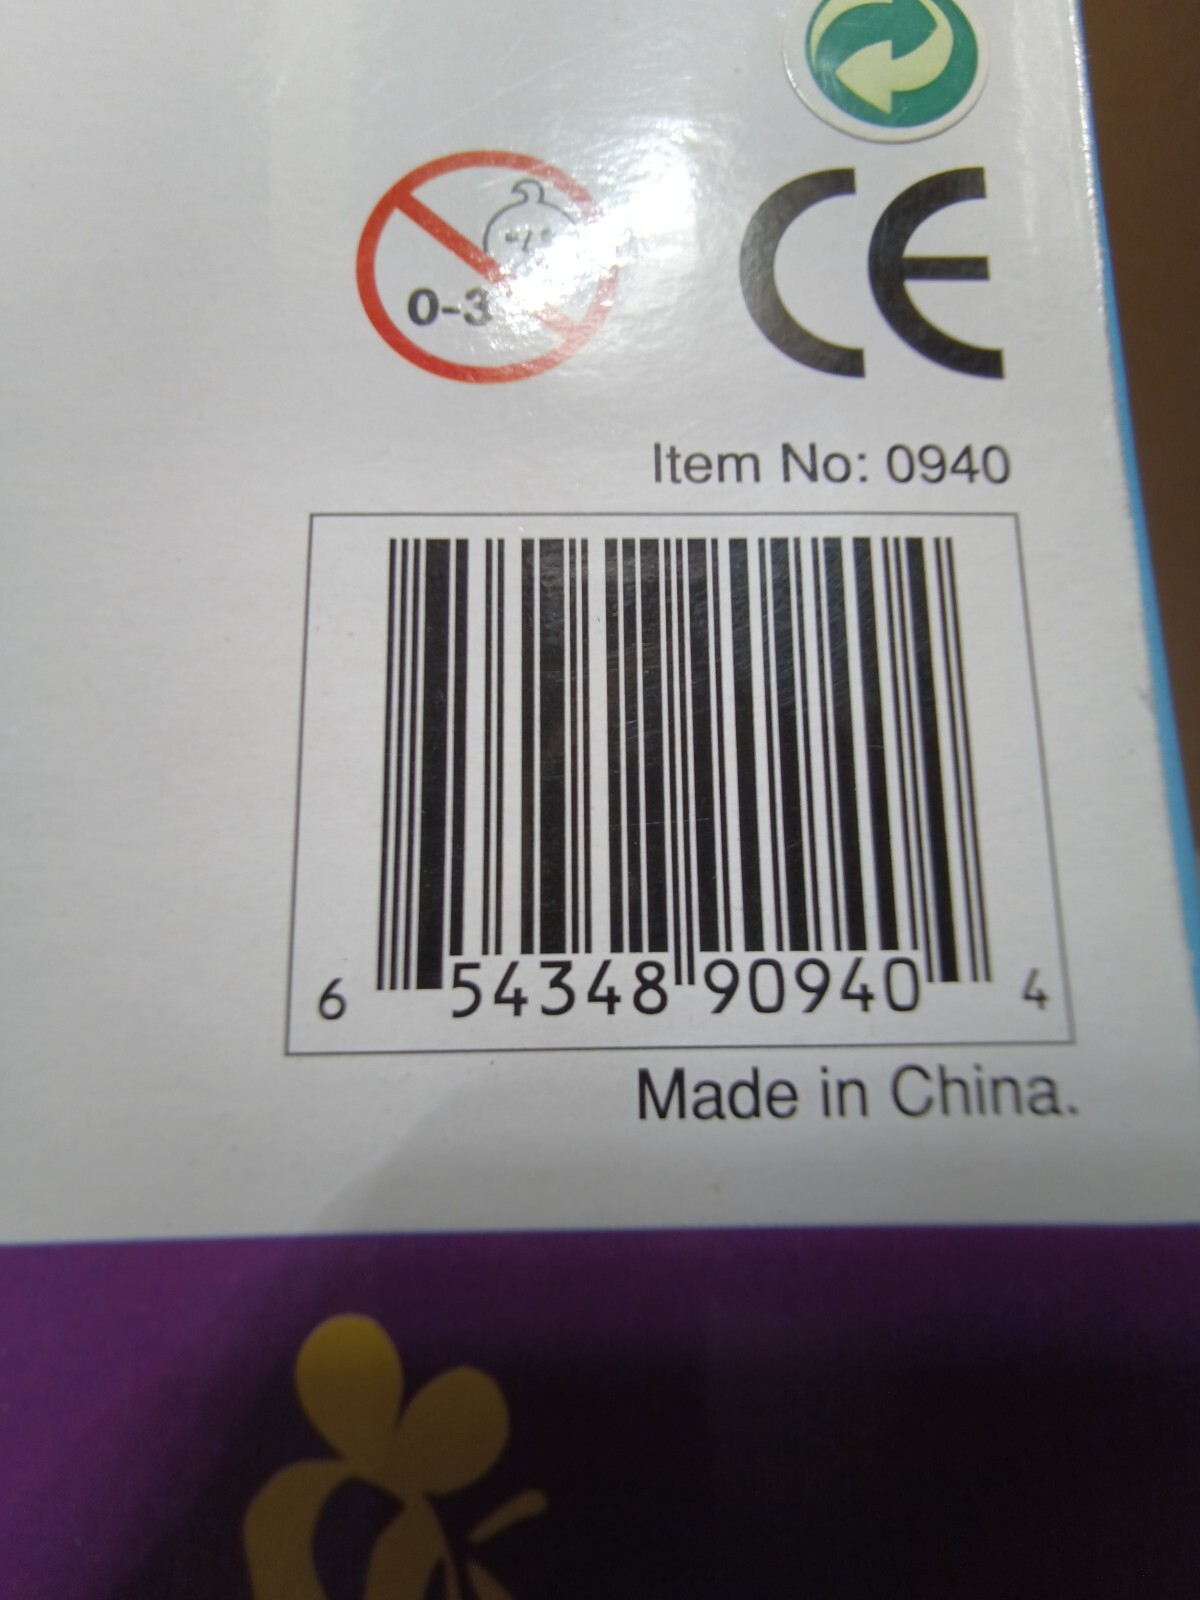 CE
0-3
Item No: 0940
6 54348 90940 4
Made in China.